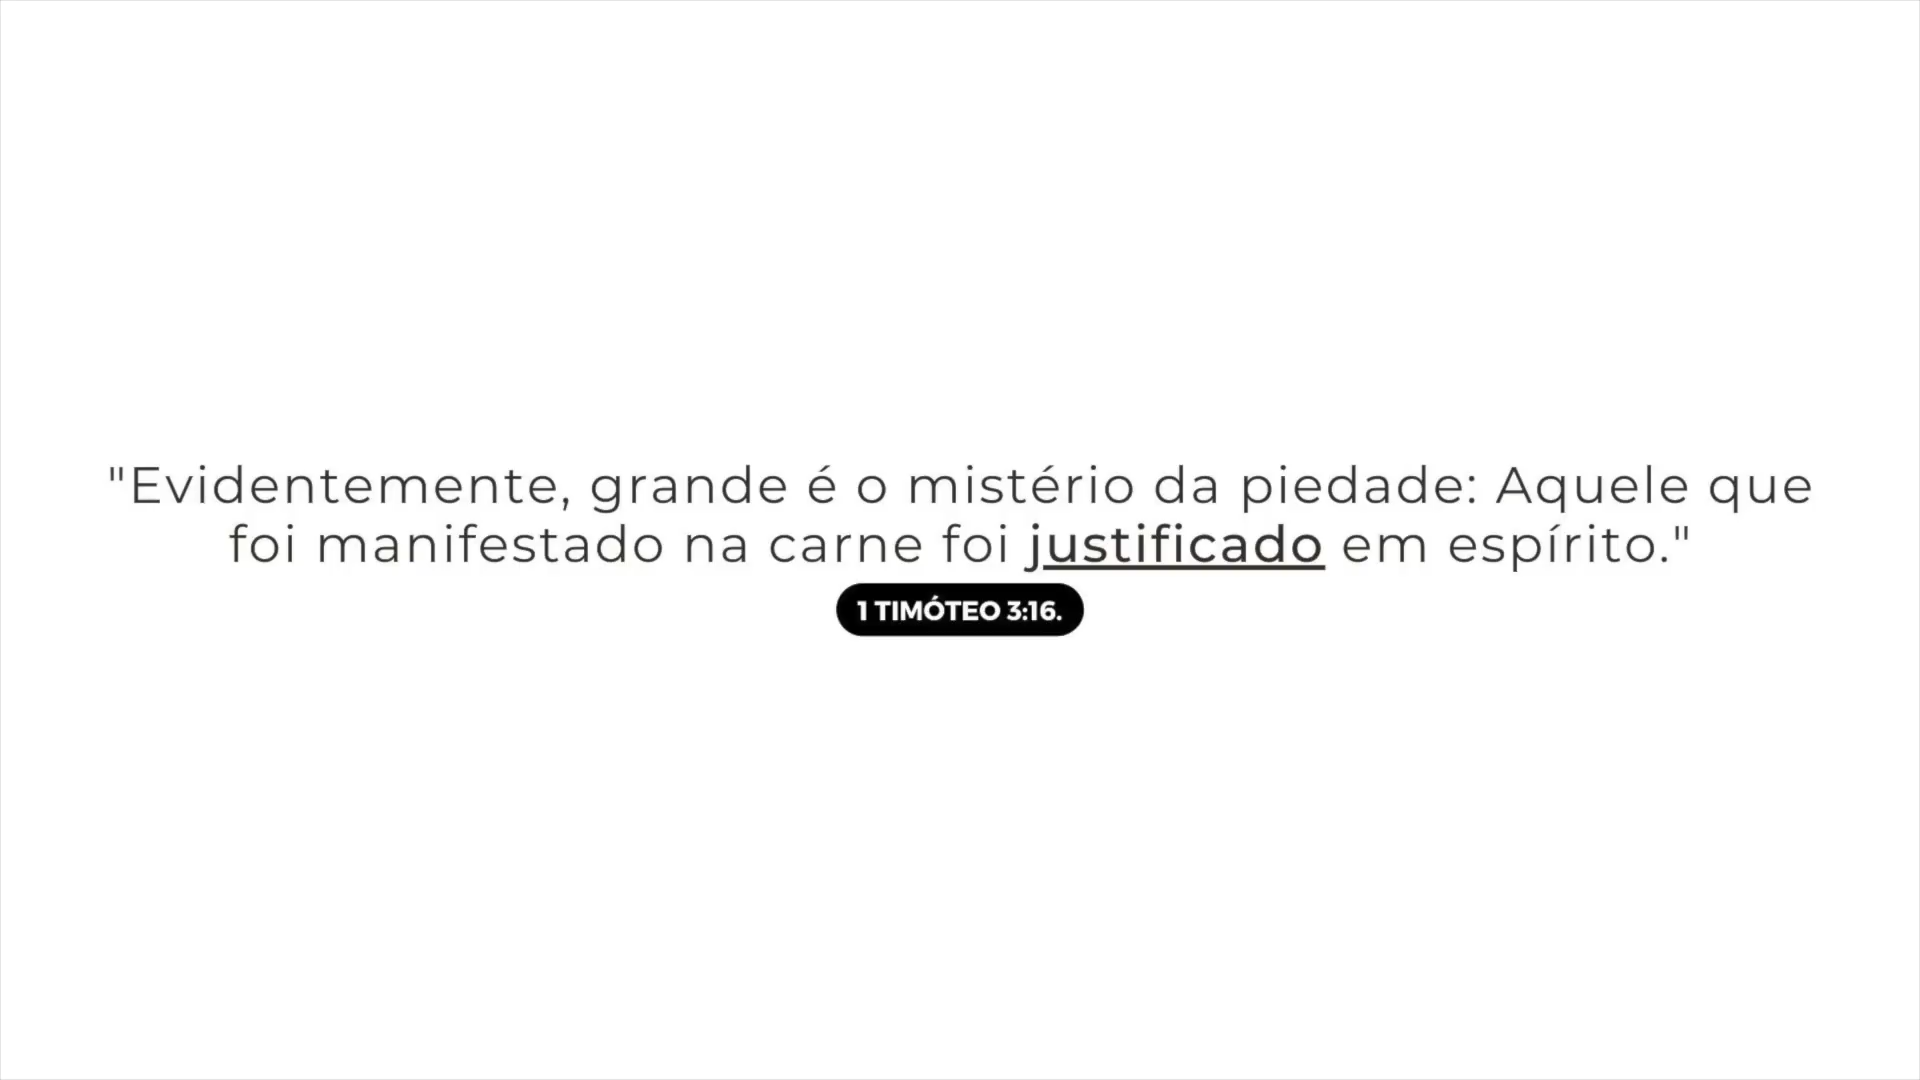 "Evidentemente, grande é o mistério da piedade: Aquele que
foi manifestado na carne foi justificado em espírito."
1 TIMÓTEO 3:16.